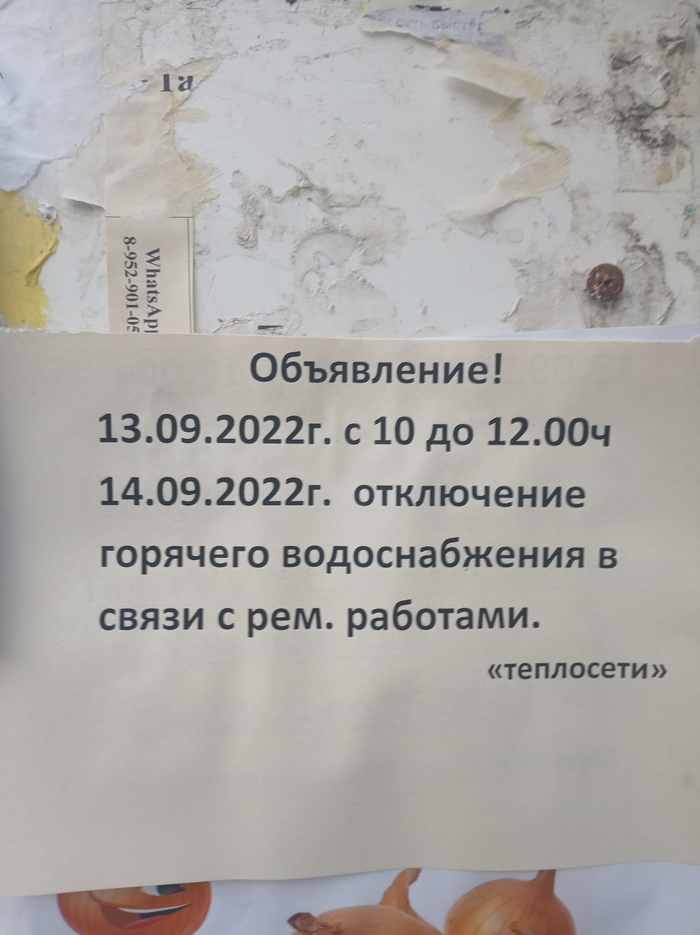 1а
WhatsApp
8-952-901-05
Объявление!
13.09.2022г. с 10 до 12.00ч
14.09.2022г. отключение
горячего водоснабжения в
связи с рем. работами.
«теплосети»